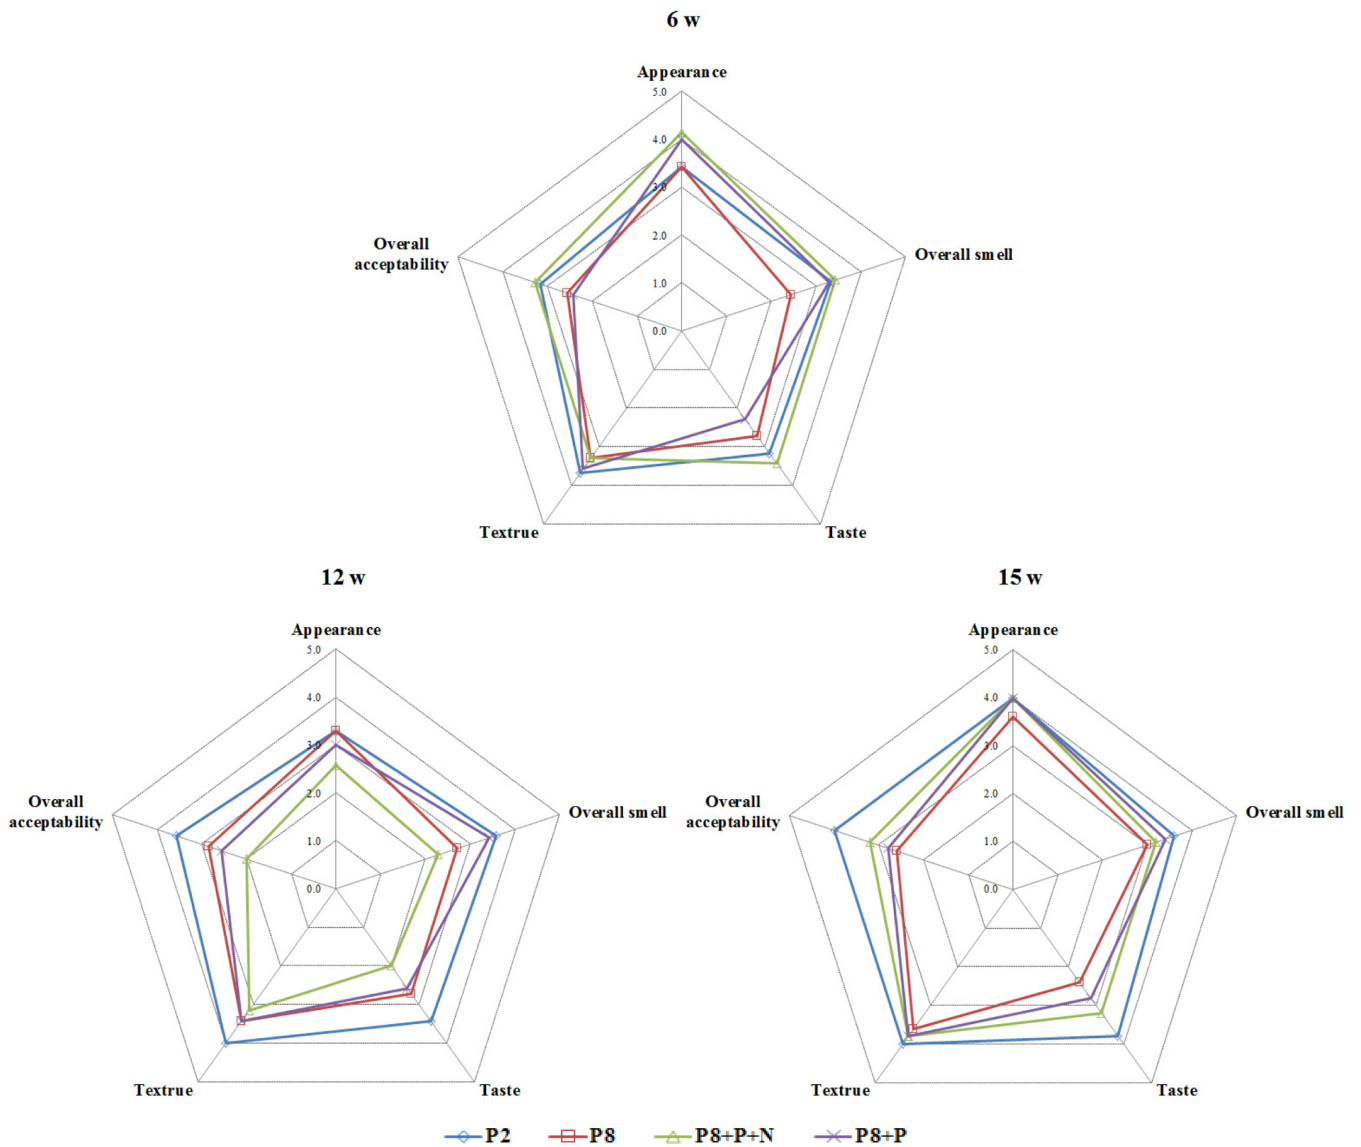 6 w
Appearance
5.0
4.0
3.0
2.0
1.0
0.0
Overall smell
Taste
Textrue
Overall
acceptability
12 w
Appearance
5.0
4.0
3.0
2.0
1.0
0.0
Overall smell
Taste
Textrue
Overall
acceptability
15 w
Appearance
5.0
4.0
3.0
2.0
1.0
0.0
Overall smell
Taste
Textrue
Overall
acceptability
P2 P8 P8+P+N P8+P